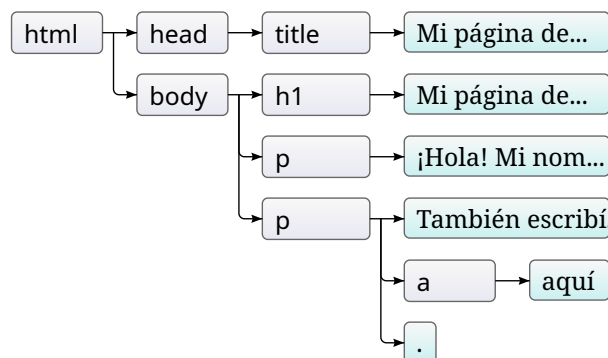 html head title Mi página de...
body h1 Mi página de...
p ¡Hola! Mi nom...
p También escribí
a aquí
.